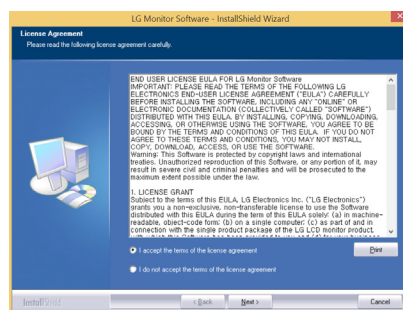 LG Monitor Software - InstallShield Wizard
License Agreement
Please read the following license agreement carefully.
END USER LICENSE EULA FOR LG Monitor Software
IMPORTANT: PLEASE READ THE TERMS OF THE FOLLOWING LG
ELECTRONICS END-USER LICENSE AGREEMENT ("EULA") CAREFULLY
BEFORE INSTALLING THE SOFTWARE, INCLUDING ANY "ONLINE" OR
ELECTRONIC DOCUMENTATION (COLLECTIVELY CALLED "SOFTWARE")
DISTRIBUTED WITH THIS EULA. BY INSTALLING, COPYING, DOWNLOADING,
ACCESSING, OR OTHERWISE USING THE SOFTWARE, YOU AGREE TO BE
BOUND BY THE TERMS AND CONDITIONS OF THIS EULA. IF YOU DO NOT
AGREE TO THESE TERMS AND CONDITIONS, YOU MAY NOT INSTALL,
COPY, DOWNLOAD, ACCESS, OR USE THE SOFTWARE.
Warning: This Software is protected by copyright laws and international
treaties. Unauthorized reproduction of this Software, or any portion of it, may
result in severe civil and criminal penalties and will be prosecuted to the
maximum extent possible under the law.
1. LICENSE GRANT
Subject to the terms of this EULA, LG Electronics Inc. ("LG Electronics")
grants you a non-exclusive, non-transferable license to use the Software
distributed with this EULA during the term of this EULA solely: (a) in machine-
readable, object-code form; (b) on a single computer; (c) as part of and in
connection with the single product package of the LG LCD monitor product
I accept the terms of the license agreement
Print
I do not accept the terms of the license agreement
InstallShield
< Back
Next >
Cancel